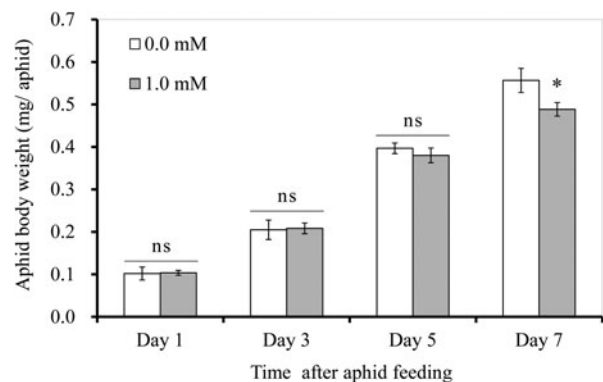 0.7
0.6
0.5
0.4
0.3
0.2
0.1
0.0
Aphid body weight (mg/ aphid)
0.0 mM
1.0 mM
ns
ns
ns
*
Day 1
Day 3
Day 5
Day 7
Time after aphid feeding